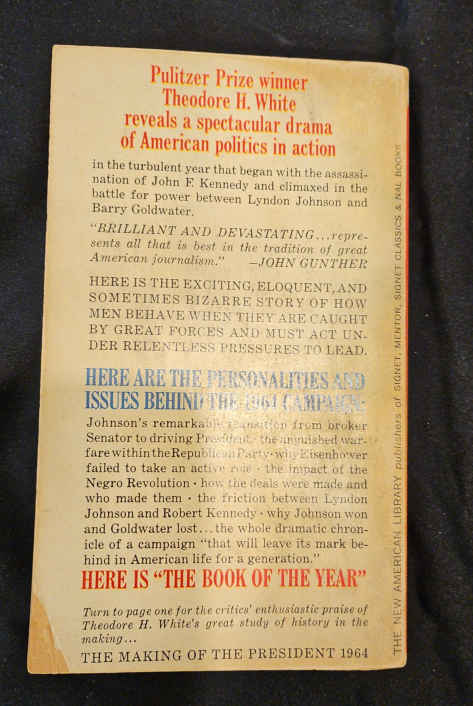 Pulitzer Prize winner
Theodore H. White
reveals a spectacular drama
of American politics in action
in the turbulent year that began with the assassi-
nation of John F. Kennedy and climaxed in the
battle for power between Lyndon Johnson and
Barry Goldwater.
"BRILLIANT AND DEVASTATING...repre-
sents all that is best in the tradition of great
American journalism." —JOHN GUNTHER
HERE IS THE EXCITING, ELOQUENT, AND
SOMETIMES BIZARRE STORY OF HOW
MEN BEHAVE WHEN THEY ARE CAUGHT
BY GREAT FORCES AND MUST ACT UN-
DER RELENTLESS PRESSURES TO LEAD.
HERE ARE THE PERSONALITIES AND
ISSUES BEHIND THE 1964 CAMPAIGN:
Johnson's remarkable transition from broker
Senator to driving President • the anguished war-
fare within the Republican Party • why Eisenhower
failed to take an active role • the impact of the
Negro Revolution • how the deals were made and
who made them • the friction between Lyndon
Johnson and Robert Kennedy • why Johnson won
and Goldwater lost...the whole dramatic chron-
icle of a campaign "that will leave its mark be-
hind in American life for a generation."
HERE IS "THE BOOK OF THE YEAR"
Turn to page one for the critics' enthusiastic praise of
Theodore H. White's great study of history in the
making...
THE MAKING OF THE PRESIDENT 1964
THE NEW AMERICAN LIBRARY publishers of SIGNET, MENTOR, SIGNET CLASSICS & NAL BOOKS